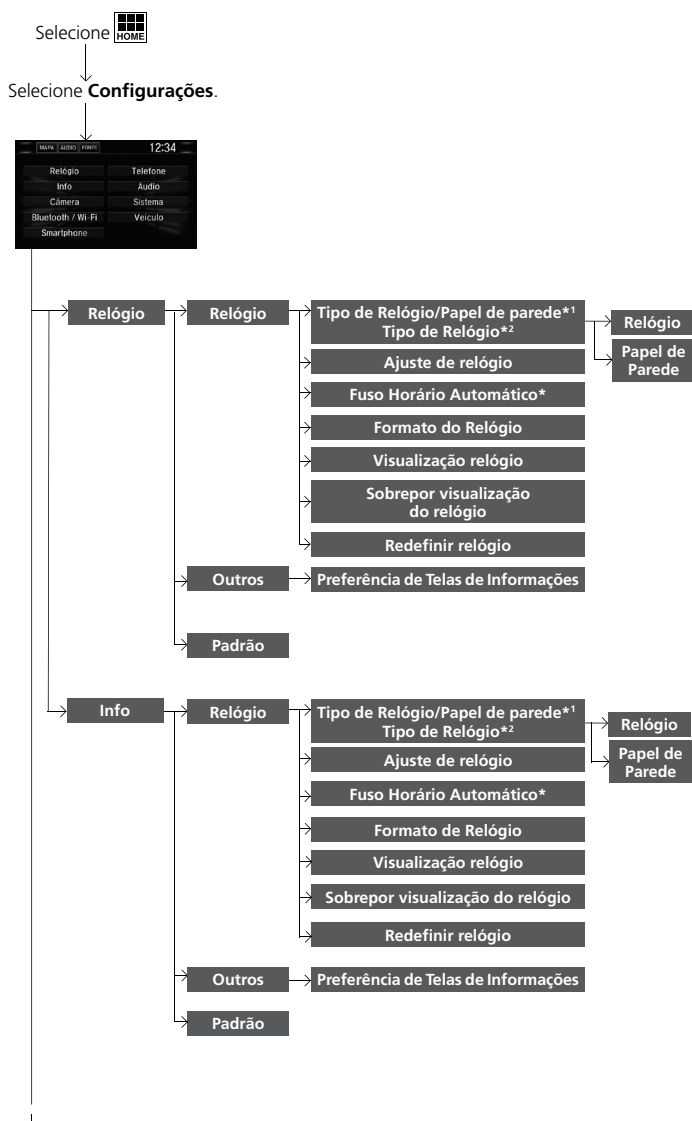 Selecione HOME
Selecione Configurações.
MAPA AUDIO FONTE 12:34
Relógio Telefone
Info Áudio
Câmera Sistema
Bluetooth / Wi-Fi Veículo
Smartphone
Relógio
Relógio
Tipo de Relógio/Papel de parede*1
Tipo de Relógio*2
Relógio
Papel de
Parede
Ajuste de relógio
Fuso Horário Automático*
Formato do Relógio
Visualização relógio
Sobrepor visualização
do relógio
Redefinir relógio
Outros
Preferência de Telas de Informações
Padrão
Info
Relógio
Tipo de Relógio/Papel de parede*1
Tipo de Relógio*2
Relógio
Papel de
Parede
Ajuste de relógio
Fuso Horário Automático*
Formato de Relógio
Visualização relógio
Sobrepor visualização do relógio
Redefinir relógio
Outros
Preferência de Telas de Informações
Padrão